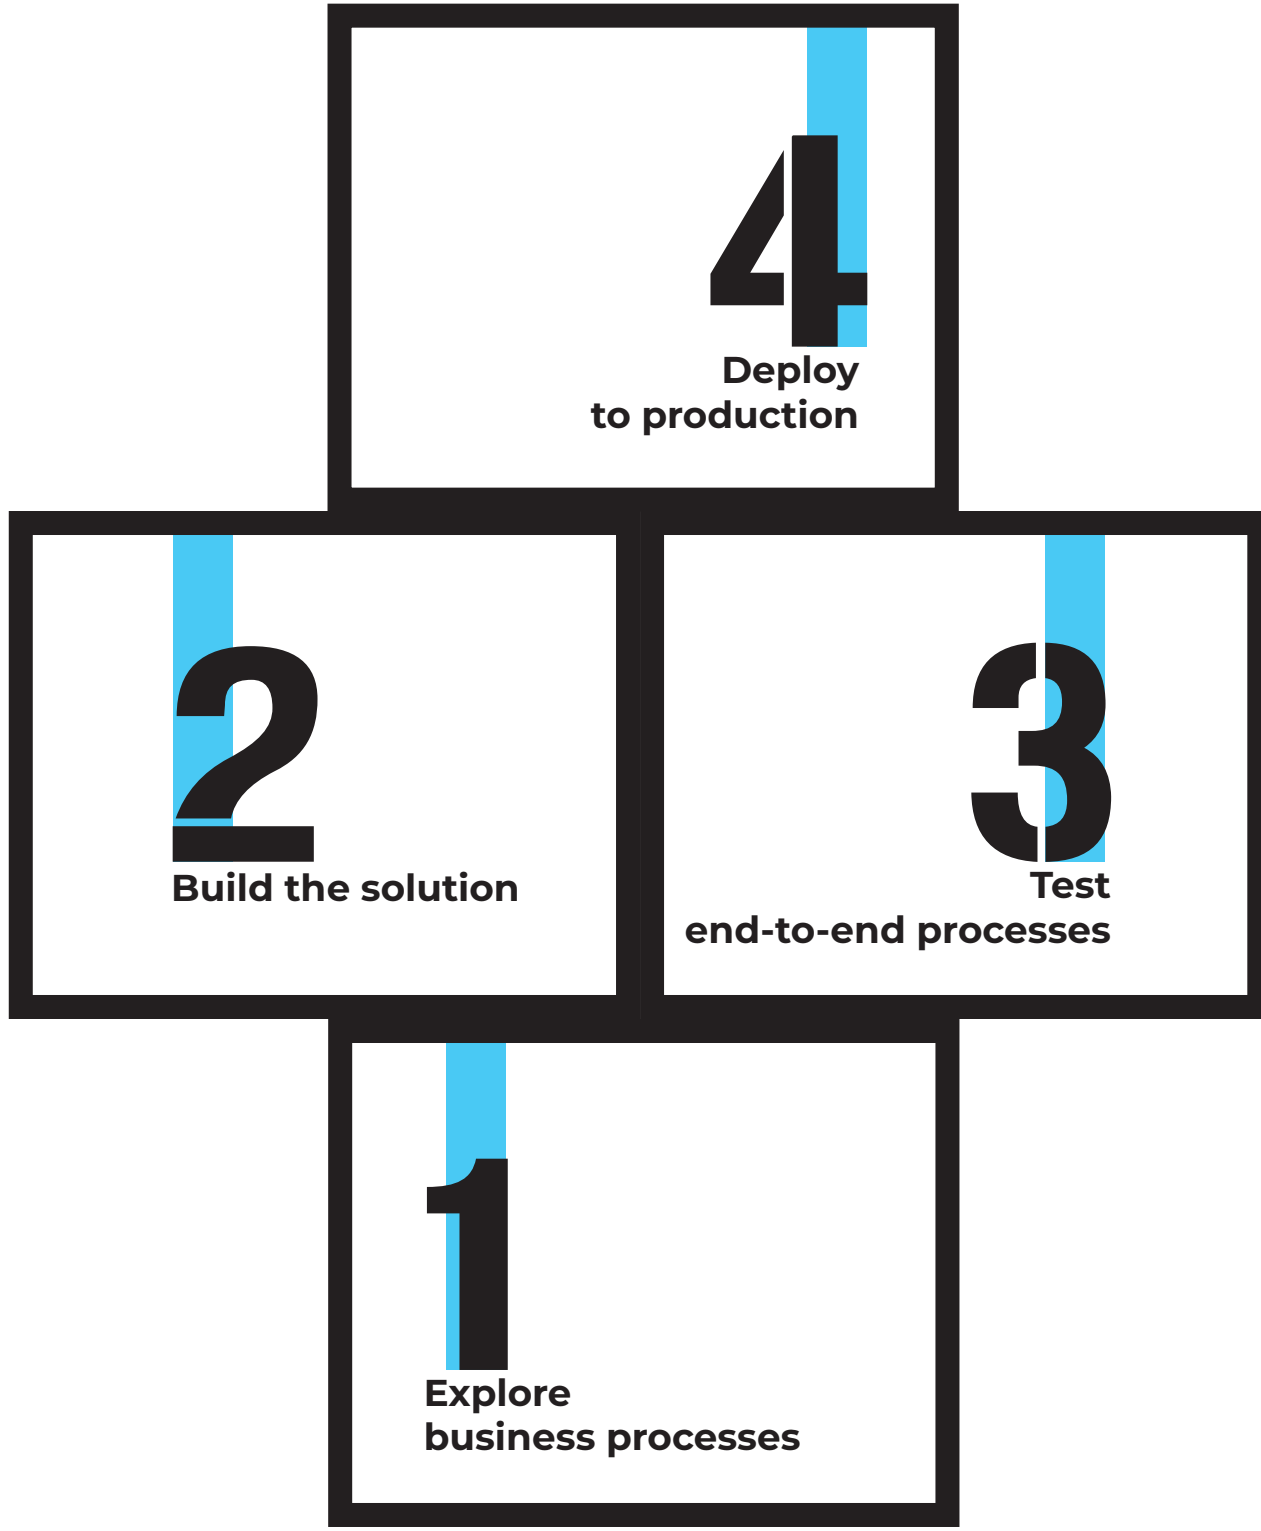 4
Deploy
to production
2
Build the solution
3
Test
end-to-end processes
1
Explore
business processes